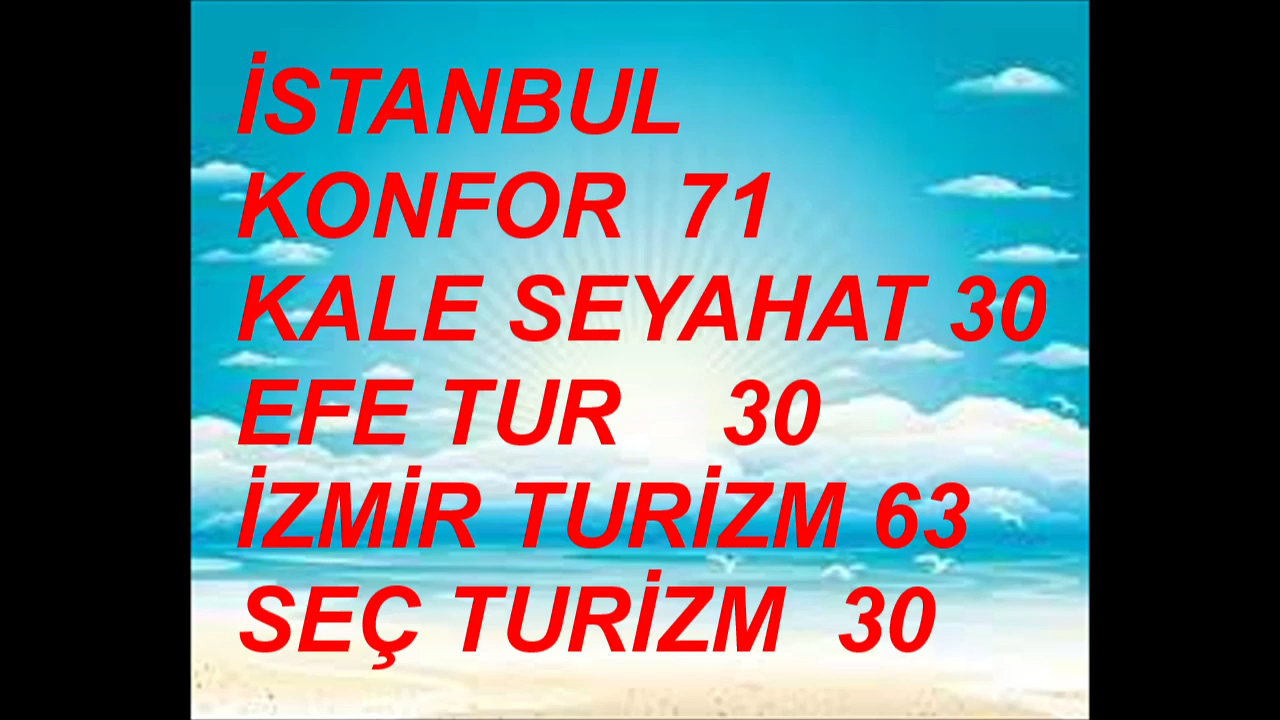 İSTANBUL
KONFOR 71
KALE SEYAHAT 30
EFE TUR 30
İZMİR TURİZM 63
SEÇ TURİZM 30